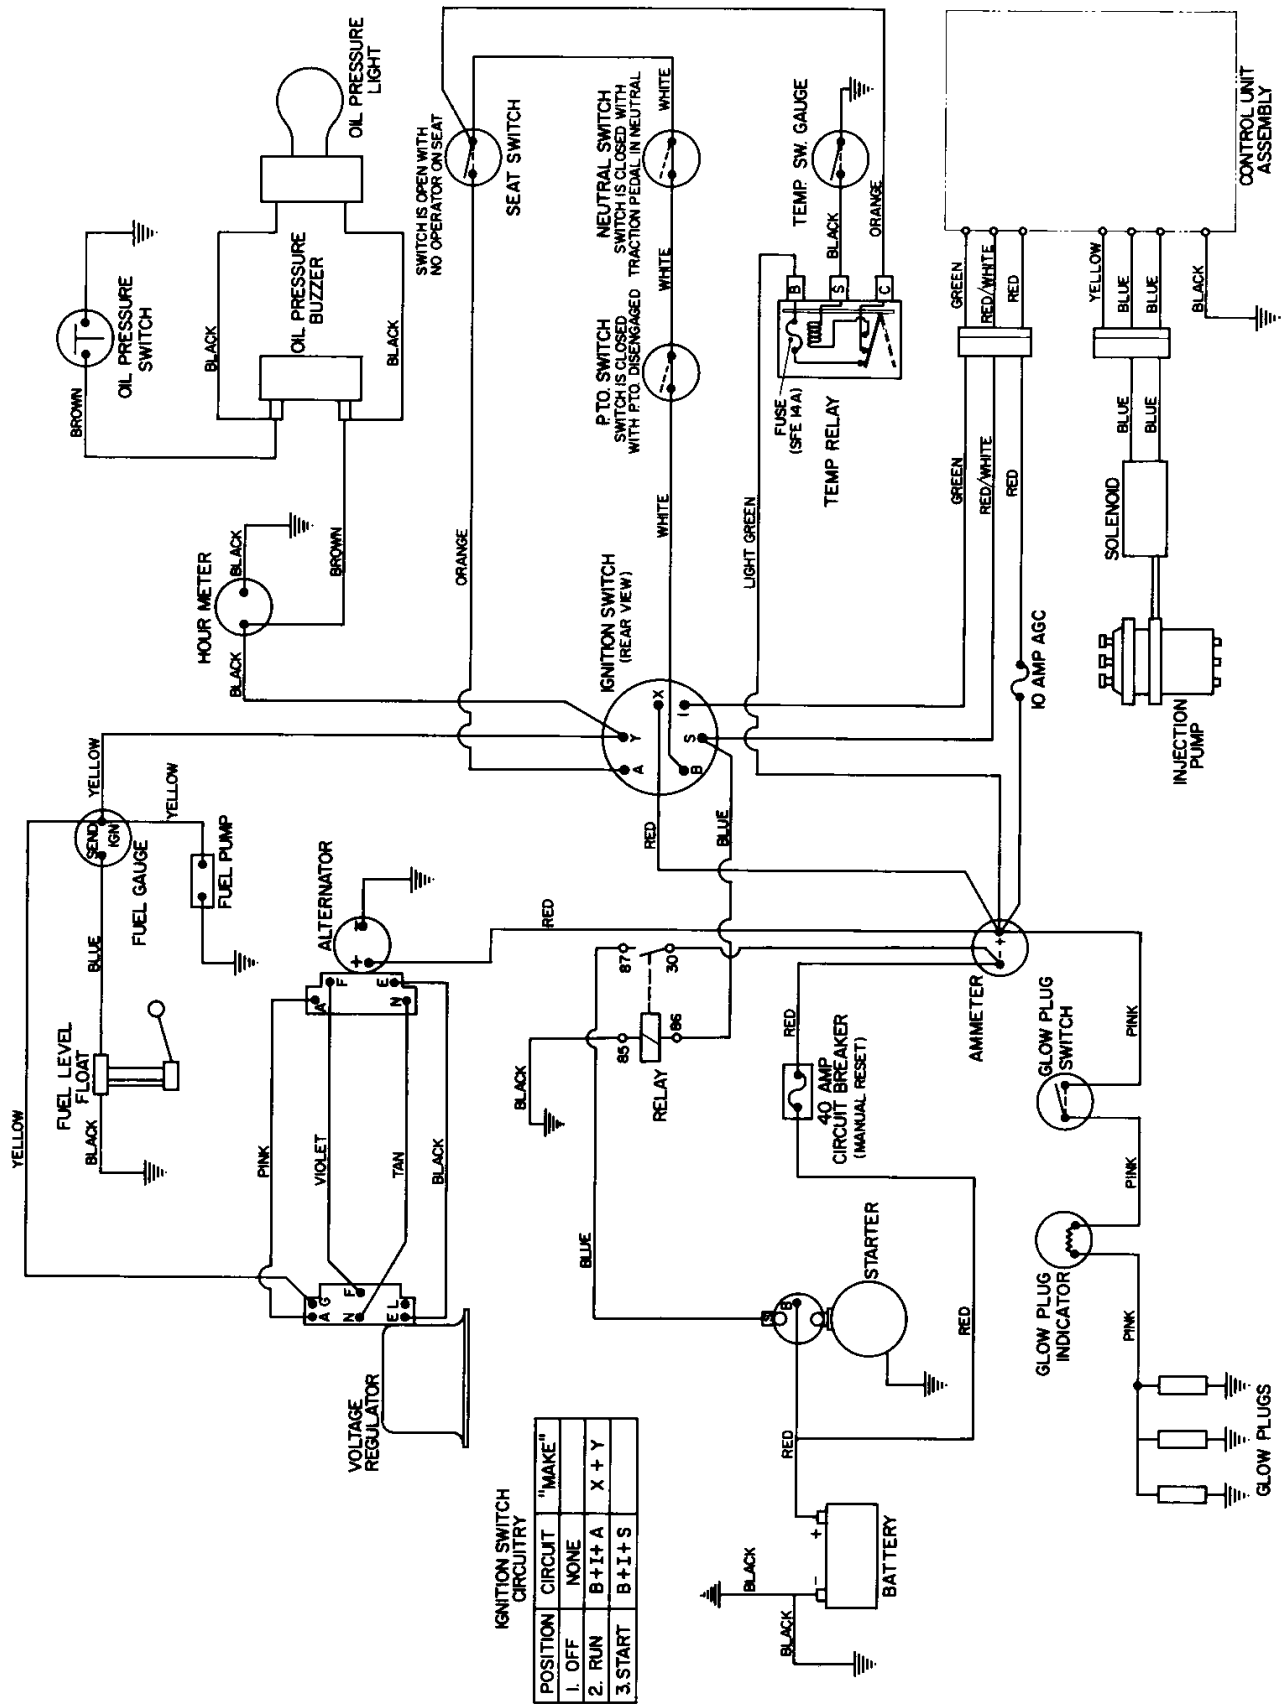 FUEL LEVEL
FLOAT
YELLOW
BLACK
BLUE
SEND
IGN
FUEL GAUGE
YELLOW
YELLOW
FUEL PUMP
BROWN
OIL PRESSURE
SWITCH
HOUR METER
BLACK
BLACK
BROWN
BLACK
OIL PRESSURE
BUZZER
BLACK
OIL PRESSURE
LIGHT
VOLTAGE
REGULATOR
A G
N F
E L
PINK
VIOLET
TAN
BLACK
A
F
E
N
ALTERNATOR
+
-
RED
ORANGE
SWITCH IS OPEN WITH
NO OPERATOR ON SEAT
SEAT SWITCH
IGNITION SWITCH
CIRCUITRY
POSITION CIRCUIT "MAKE"
1. OFF NONE
2. RUN B+I+A X+Y
3. START B+I+S
BLACK
BLUE
85
86
87
30
RELAY
RED
BLUE
IGNITION SWITCH
(REAR VIEW)
A
Y
X
B
S
I
WHITE
P.T.O. SWITCH
SWITCH IS CLOSED
WITH P.T.O. DISENGAGED
WHITE
NEUTRAL SWITCH
SWITCH IS CLOSED WITH
TRACTION PEDAL IN NEUTRAL
WHITE
BLACK
BLACK
-
+
BATTERY
RED
S
B
STARTER
RED
RED
40 AMP
CIRCUIT BREAKER
(MANUAL RESET)
LIGHT GREEN
FUSE
(SFE 14A)
TEMP RELAY
B
S
C
TEMP. SW. GAUGE
BLACK
ORANGE
AMMETER
-
+
GREEN
RED/WHITE
RED
10 AMP AGC
GREEN
RED/WHITE
RED
GLOW PLUGS
PINK
GLOW PLUG
INDICATOR
PINK
GLOW PLUG
SWITCH
PINK
INJECTION
PUMP
SOLENOID
BLUE
BLUE
YELLOW
BLUE
BLUE
BLACK
CONTROL UNIT
ASSEMBLY